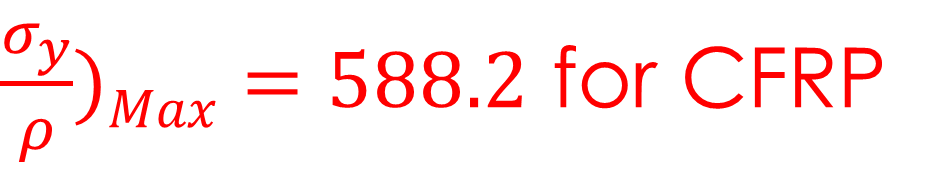 σy/ρ)Max = 588.2 for CFRP